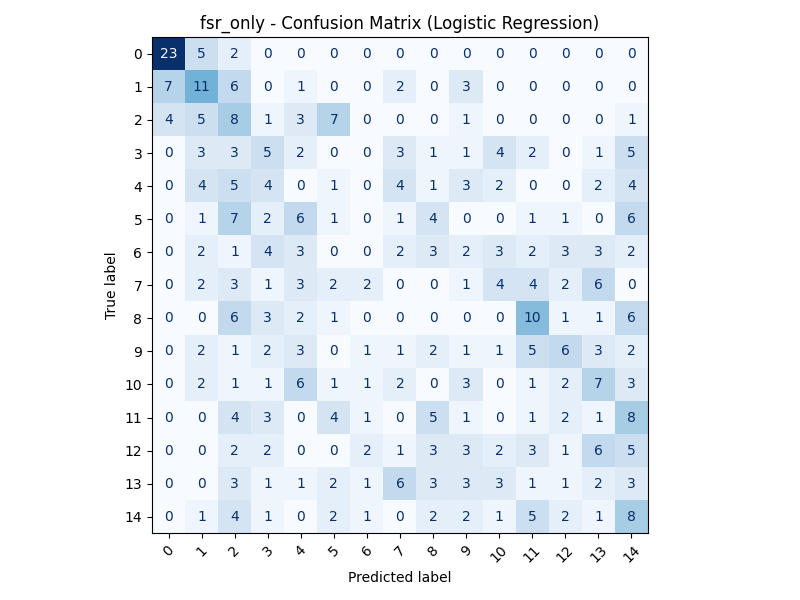 fsr_only - Confusion Matrix (Logistic Regression)
0 23 5 2 0 0 0 0 0 0 0 0 0 0 0 0
1 7 11 6 0 1 0 0 2 0 3 0 0 0 0 0
2 4 5 8 1 3 7 0 0 0 1 0 0 0 0 1
3 0 3 3 5 2 0 0 3 1 1 4 2 0 1 5
4 0 4 5 4 0 1 0 4 1 3 2 0 0 2 4
5 0 1 7 2 6 1 0 1 4 0 0 1 1 0 6
6 0 2 1 4 3 0 0 2 3 2 3 2 3 3 2
7 0 2 3 1 3 2 2 0 0 1 4 4 2 6 0
8 0 0 6 3 2 1 0 0 0 0 0 10 1 1 6
9 0 2 1 2 3 0 1 1 2 1 1 5 6 3 2
10 0 2 1 1 6 1 1 2 0 3 0 1 2 7 3
11 0 0 4 3 0 4 1 0 5 1 0 1 2 1 8
12 0 0 2 2 0 0 2 1 3 3 2 3 1 6 5
13 0 0 3 1 1 2 1 6 3 3 3 1 1 2 3
14 0 1 4 1 0 2 1 0 2 2 1 5 2 1 8
True label
0 1 2 3 4 5 6 7 8 9 10 11 12 13 14
Predicted label